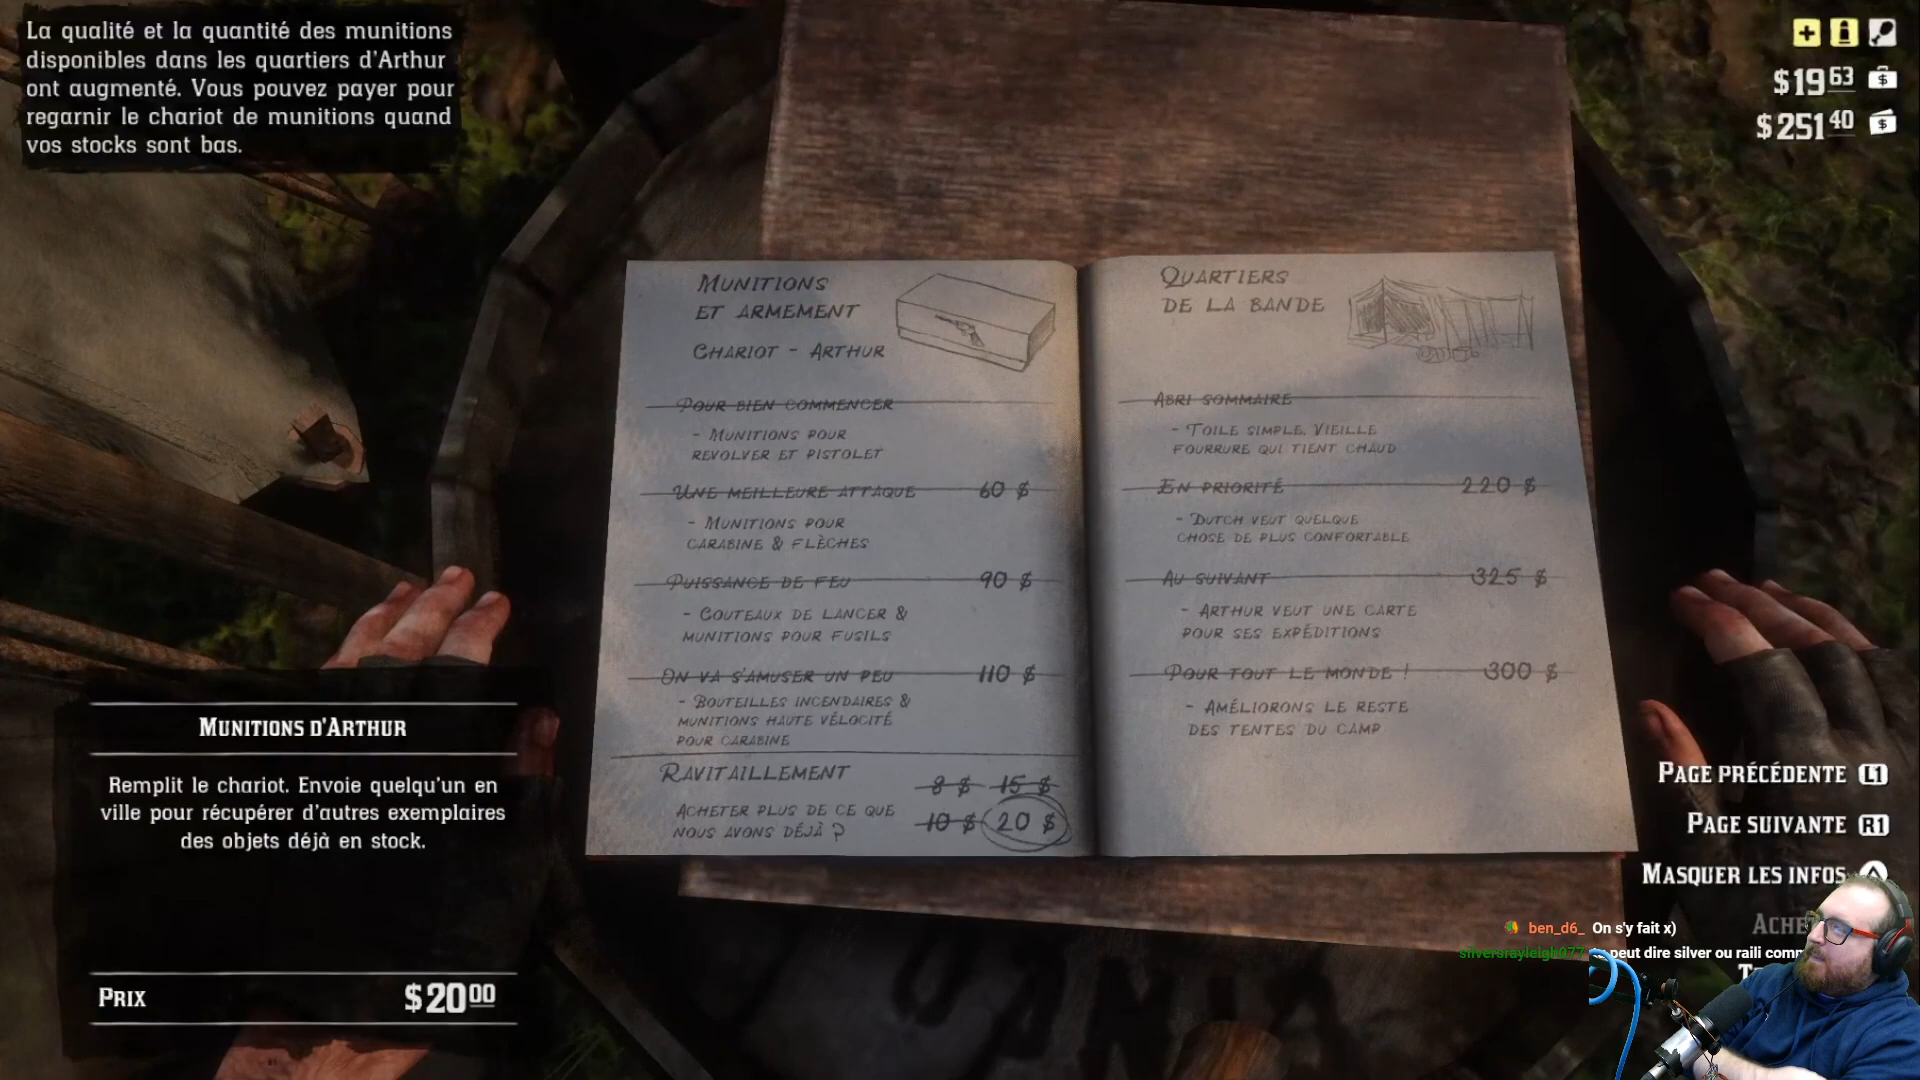 La qualité et la quantité des munitions
disponibles dans les quartiers d'Arthur
ont augmenté. Vous pouvez payer pour
regarnir le chariot de munitions quand
vos stocks sont bas.
$19 63
$251 40
MUNITIONS
ET ARMEMENT
CHARIOT - ARTHUR
POUR BIEN COMMENCER
- MUNITIONS POUR
REVOLVER ET PISTOLET
UNE MEILLEURE ATTAQUE 60 $
- MUNITIONS POUR
CARABINE & FLÈCHES
PUISSANCE DE FEU 90 $
- COUTEAUX DE LANCER &
MUNITIONS POUR FUSILS
ON VA S'AMUSER UN PEU 110 $
- BOUTEILLES INCENDAIRES &
MUNITIONS HAUTE VÉLOCITÉ
POUR CARABINE
RAVITAILLEMENT 8 $ 15 $
ACHETER PLUS DE CE QUE
NOUS AVONS DÉJÀ ? 10 $ 20 $
QUARTIERS
DE LA BANDE
ABRI SOMMAIRE
- TOILE SIMPLE, VIEILLE
FOURRURE QUI TIENT CHAUD
EN PRIORITÉ 220 $
- DUTCH VEUT QUELQUE
CHOSE DE PLUS CONFORTABLE
AU SUIVANT 325 $
- ARTHUR VEUT UNE CARTE
POUR SES EXPÉDITIONS
POUR TOUT LE MONDE ! 300 $
- AMÉLIORONS LE RESTE
DES TENTES DU CAMP
MUNITIONS D'ARTHUR
Remplit le chariot. Envoie quelqu'un en
ville pour récupérer d'autres exemplaires
des objets déjà en stock.
PRIX $20 00
PAGE PRÉCÉDENTE L1
PAGE SUIVANTE R1
MASQUER LES INFOS
ben_d6_ On s'y fait x)
silversrayleigh077 peut dire silver ou raili